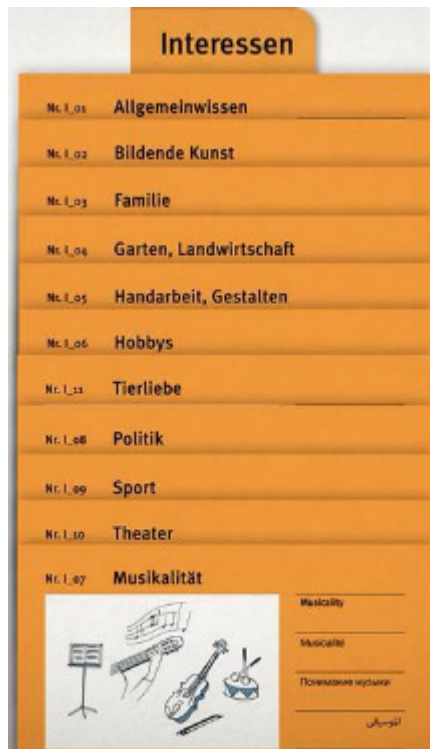 Interessen
Nr. I_01 Allgemeinwissen
Nr. I_02 Bildende Kunst
Nr. I_03 Familie
Nr. I_04 Garten, Landwirtschaft
Nr. I_05 Handarbeit, Gestalten
Nr. I_06 Hobbys
Nr. I_11 Tierliebe
Nr. I_08 Politik
Nr. I_09 Sport
Nr. I_10 Theater
Nr. I_07 Musikalität
Musicality
Musicalité
Понимание музыки